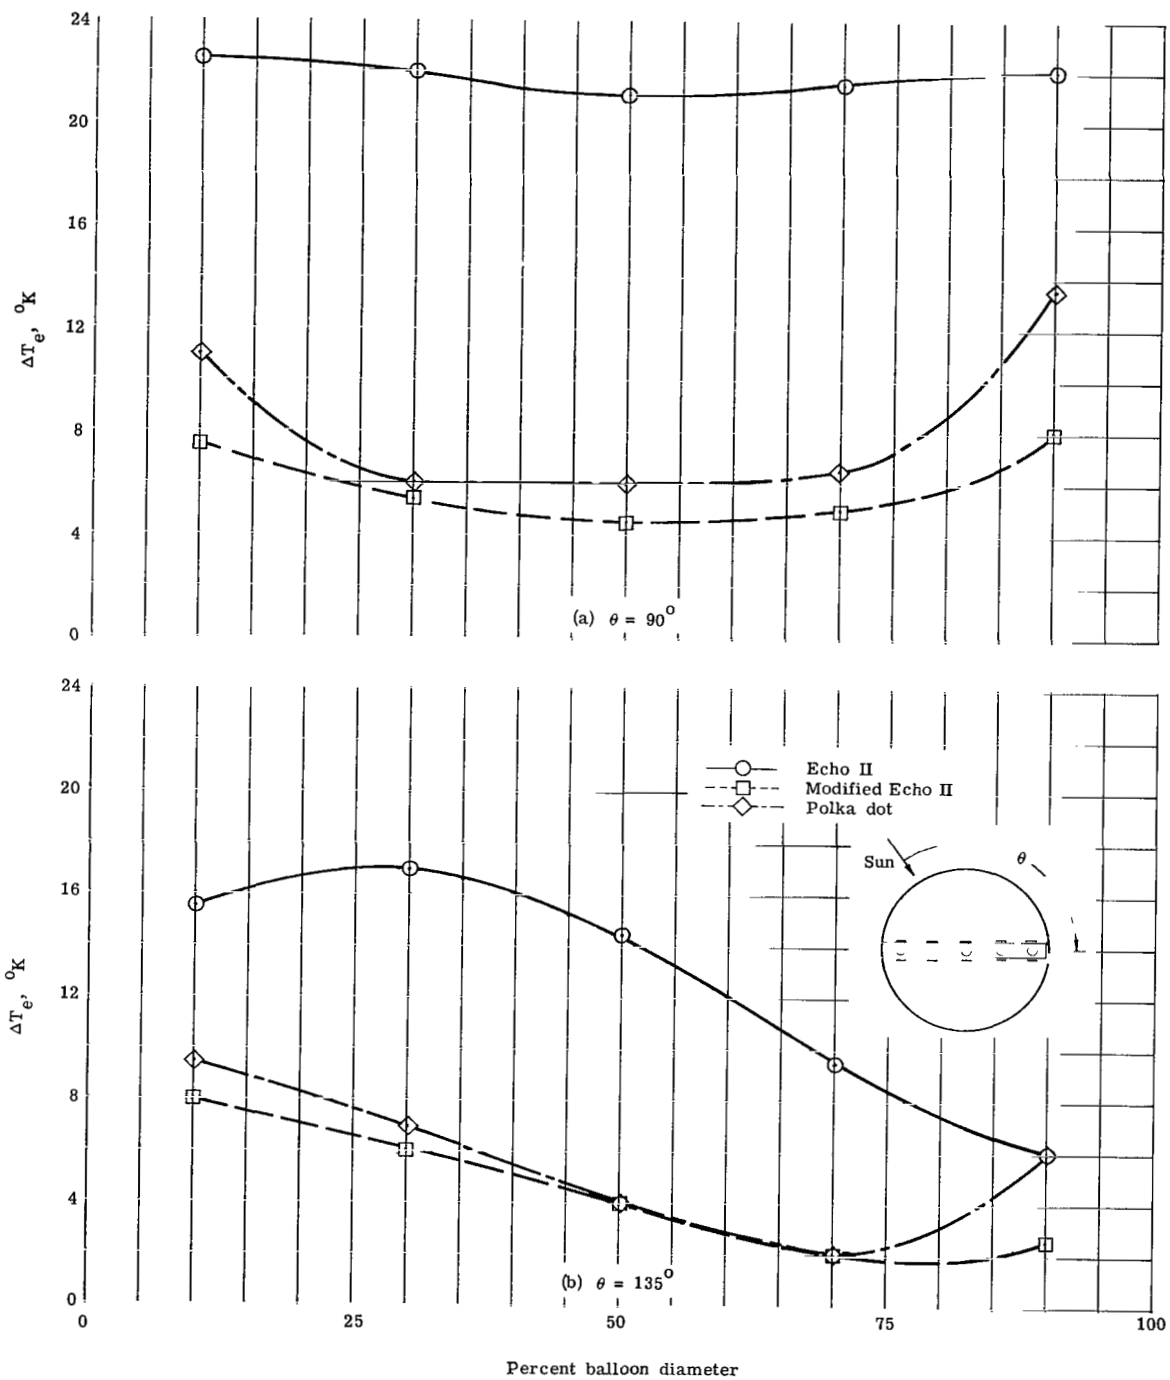 24
20
16
12
8
4
0
ΔTe, °K
(a) θ = 90°
24
20
16
12
8
4
0
ΔTe, °K
Echo II
Modified Echo II
Polka dot
Sun
θ
(b) θ = 135°
0 25 50 75 100
Percent balloon diameter